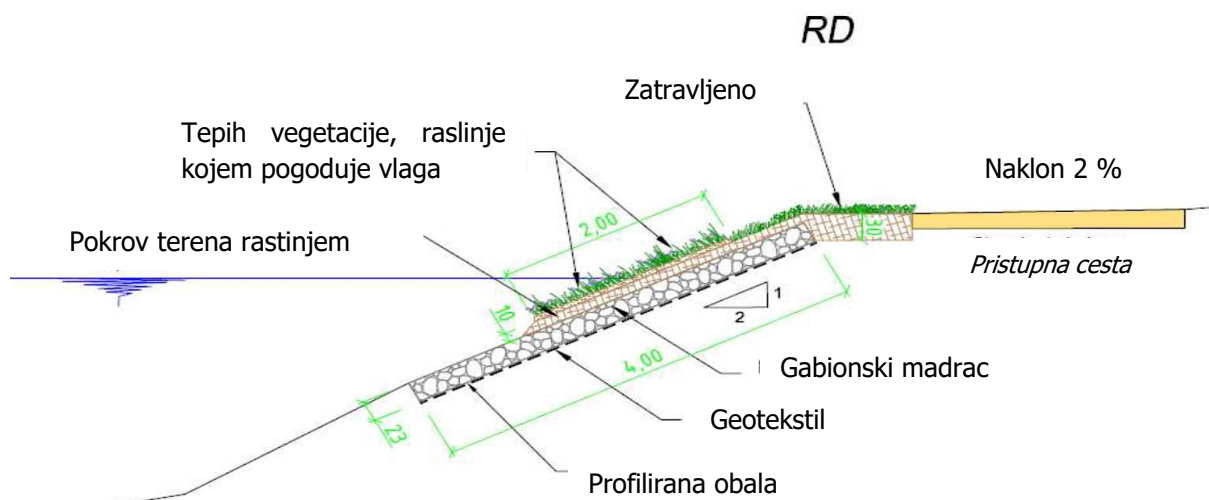 RD
Zatravljeno
Tepih vegetacije, raslinje
kojem pogoduje vlaga
Naklon 2 %
2,00
30
Pokrov terena rastinjem
Pristupna cesta
10
1
2
4,00
Gabionski madrac
23
Geotekstil
Profilirana obala